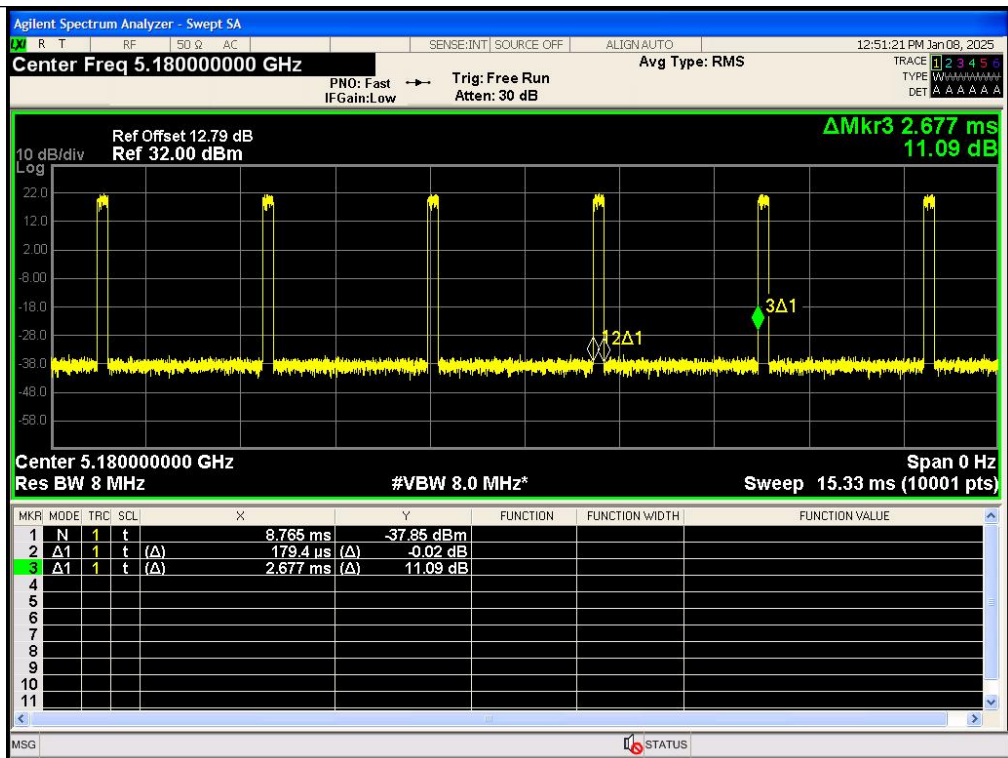 Agilent Spectrum Analyzer - Swept SA
LXI R T RF 50 Ω AC SENSE:INT SOURCE OFF ALIGN AUTO 12:51:21 PM Jan 08, 2025
Center Freq 5.180000000 GHz Avg Type: RMS TRACE 1 2 3 4 5 6
PNO: Fast Trig: Free Run TYPE W
IFGain:Low Atten: 30 dB DET A A A A A A
ΔMkr3 2.677 ms
11.09 dB
Ref Offset 12.79 dB
10 dB/div Ref 32.00 dBm
Log
22.0
12.0
2.00
-8.00
-18.0
3Δ1
-28.0
12Δ1
-38.0
-48.0
-58.0
Center 5.180000000 GHz Span 0 Hz
Res BW 8 MHz #VBW 8.0 MHz* Sweep 15.33 ms (10001 pts)
MKR MODE TRC SCL X Y FUNCTION FUNCTION WIDTH FUNCTION VALUE
1 N 1 t 8.765 ms -37.85 dBm
2 Δ1 1 t (Δ) 179.4 µs (Δ) -0.02 dB
3 Δ1 1 t (Δ) 2.677 ms (Δ) 11.09 dB
4
5
6
7
8
9
10
11
MSG STATUS